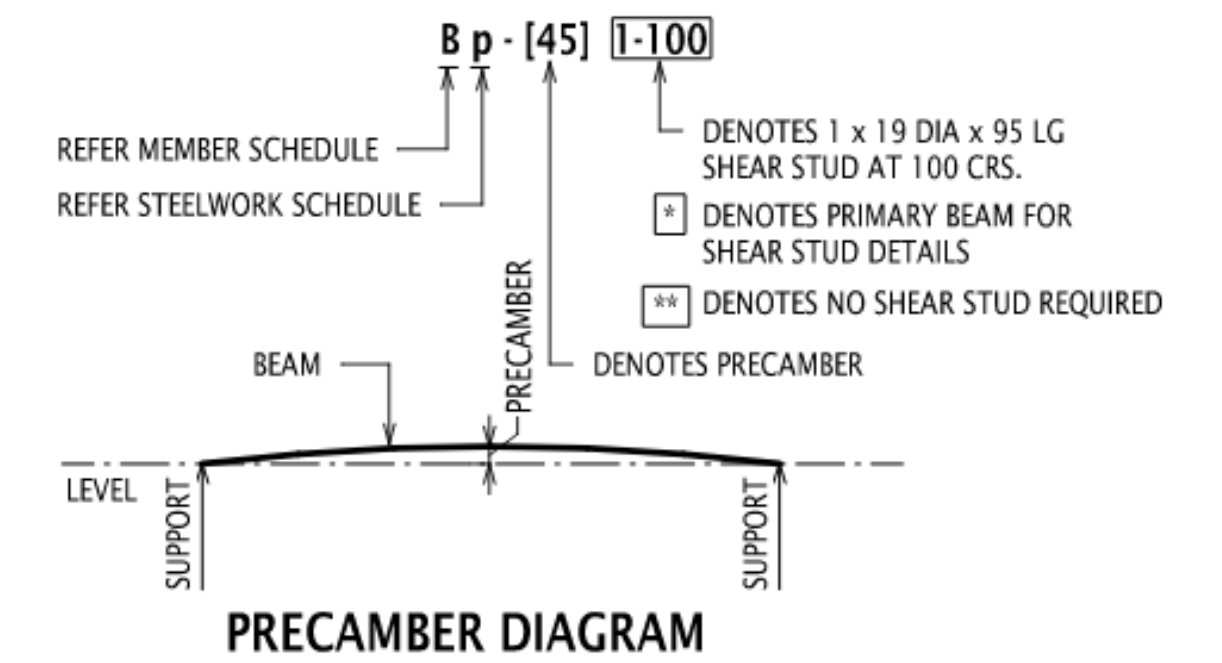 B p - [45] 1-100
REFER MEMBER SCHEDULE
REFER STEELWORK SCHEDULE
DENOTES 1 x 19 DIA x 95 LG
SHEAR STUD AT 100 CRS.
* DENOTES PRIMARY BEAM FOR
SHEAR STUD DETAILS
** DENOTES NO SHEAR STUD REQUIRED
PRECAMBER
BEAM
DENOTES PRECAMBER
LEVEL
SUPPORT
SUPPORT
PRECAMBER DIAGRAM